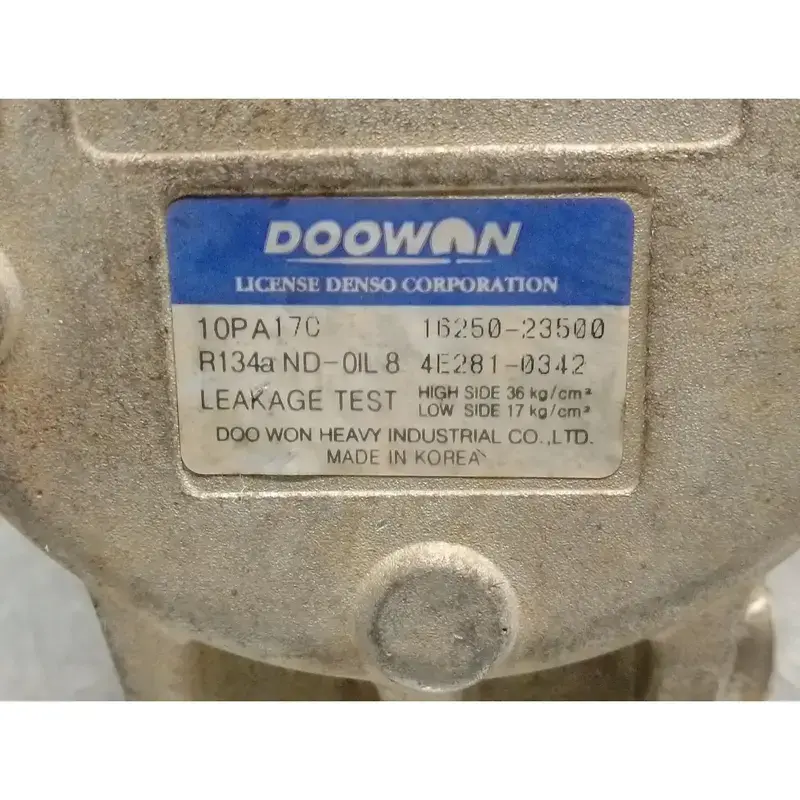 DOOWON
LICENSE DENSO CORPORATION
10PA17C 16250-23500
R134a ND-OIL 8 4E281-0342
LEAKAGE TEST HIGH SIDE 36 kg/cm²
LOW SIDE 17 kg/cm²
DOO WON HEAVY INDUSTRIAL CO.,LTD.
MADE IN KOREA